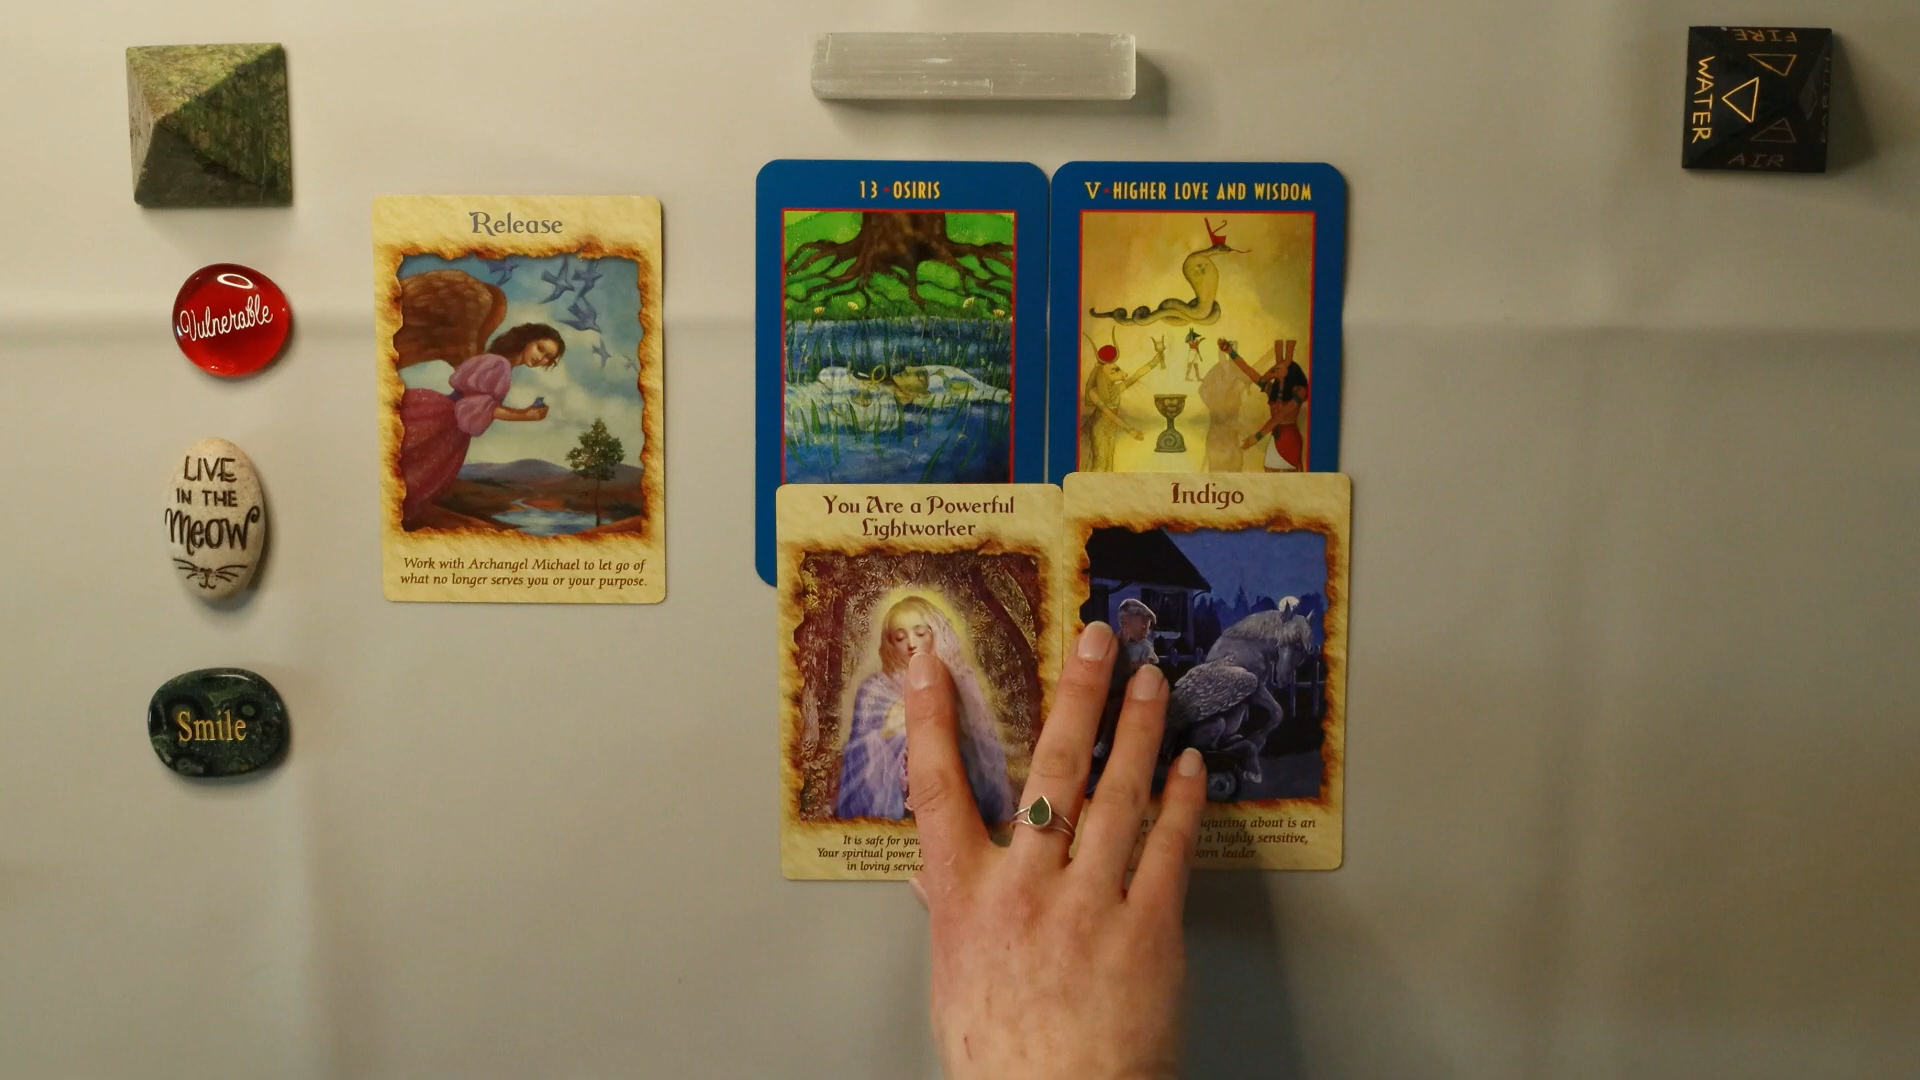 FIRE
WATER
AIR
Vulnerable
LIVE
IN THE
Meow
Smile
Release
Work with Archangel Michael to let go of
what no longer serves you or your purpose.
13 • OSIRIS
V • HIGHER LOVE AND WISDOM
You Are a Powerful
Lightworker
It is safe for you
Your spiritual power
in loving service
Indigo
inquiring about is an
a highly sensitive,
born leader